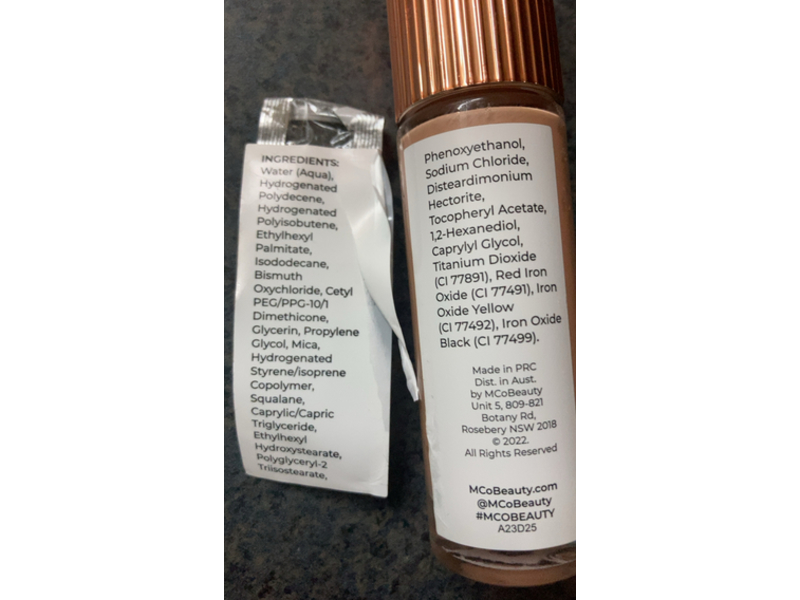 INGREDIENTS:
Water (Aqua),
Hydrogenated
Polydecene,
Hydrogenated
Polyisobutene,
Ethylhexyl
Palmitate,
Isododecane,
Bismuth
Oxychloride, Cetyl
PEG/PPG-10/1
Dimethicone,
Glycerin, Propylene
Glycol, Mica,
Hydrogenated
Styrene/isoprene
Copolymer,
Squalane,
Caprylic/Capric
Triglyceride,
Ethylhexyl
Hydroxystearate,
Polyglyceryl-2
Triisostearate,
Phenoxyethanol,
Sodium Chloride,
Disteardimonium
Hectorite,
Tocopheryl Acetate,
1,2-Hexanediol,
Caprylyl Glycol,
Titanium Dioxide
(CI 77891), Red Iron
Oxide (CI 77491), Iron
Oxide Yellow
(CI 77492), Iron Oxide
Black (CI 77499).
Made in PRC
Dist. in Aust.
by MCoBeauty
Unit 5, 809-821
Botany Rd,
Rosebery NSW 2018
© 2022.
All Rights Reserved
MCoBeauty.com
@MCoBeauty
#MCOBEAUTY
A23D25